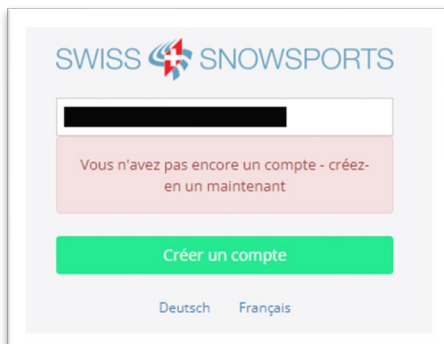 SWISS SNOWSPORTS
Vous n'avez pas encore un compte - créez-
en un maintenant
Créer un compte
Deutsch Français